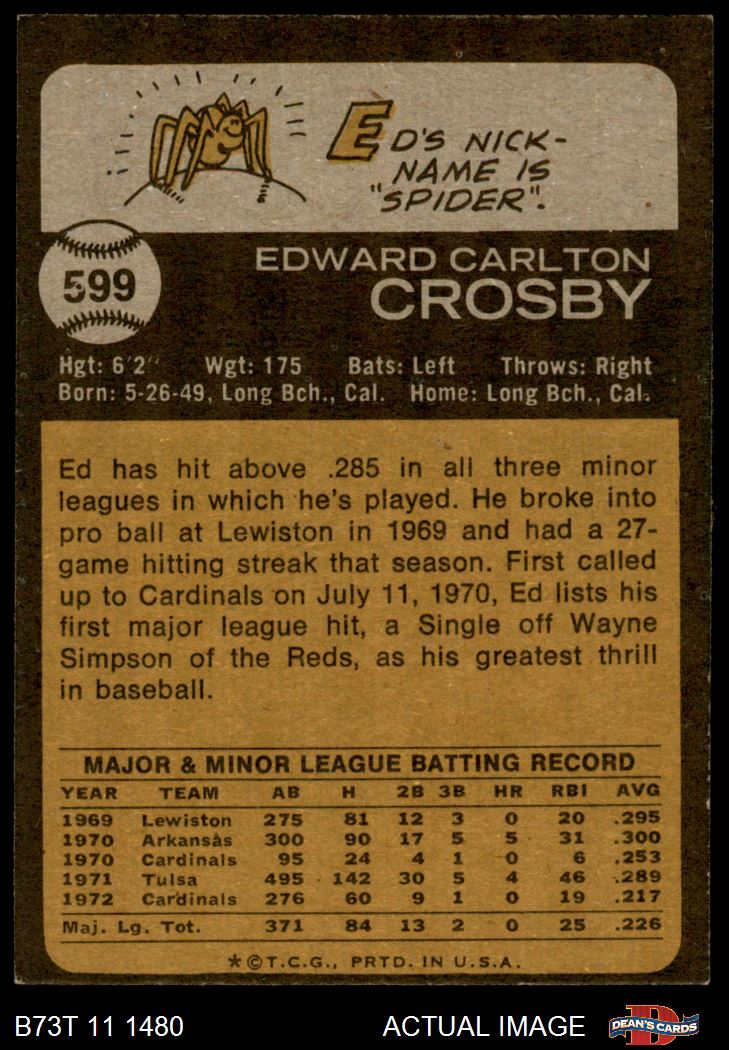 ED'S NICK-
NAME IS
"SPIDER".
599
EDWARD CARLTON
CROSBY
Hgt: 6'2" Wgt: 175 Bats: Left Throws: Right
Born: 5-26-49, Long Bch., Cal. Home: Long Bch., Cal.
Ed has hit above .285 in all three minor
leagues in which he's played. He broke into
pro ball at Lewiston in 1969 and had a 27-
game hitting streak that season. First called
up to Cardinals on July 11, 1970, Ed lists his
first major league hit, a Single off Wayne
Simpson of the Reds, as his greatest thrill
in baseball.
MAJOR & MINOR LEAGUE BATTING RECORD
YEAR TEAM AB H 2B 3B HR RBI AVG
1969 Lewiston 275 81 12 3 0 20 .295
1970 Arkansas 300 90 17 5 5 31 .300
1970 Cardinals 95 24 4 1 0 6 .253
1971 Tulsa 495 142 30 5 4 46 .289
1972 Cardinals 276 60 9 1 0 19 .217
Maj. Lg. Tot. 371 84 13 2 0 25 .226
*©T.C.G., PRTD. IN U.S.A.
B73T 11 1480 ACTUAL IMAGE DEAN'S CARDS